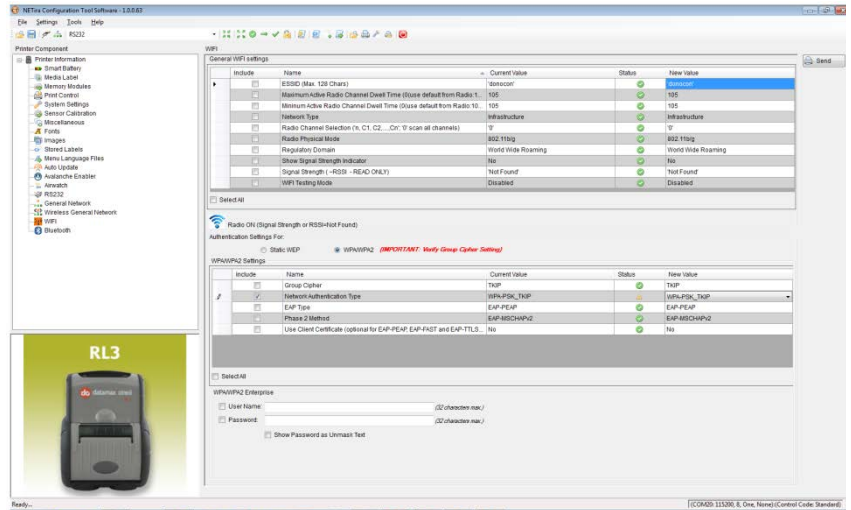 NETira Configuration Tool Software - 1.0.0.63
File Settings Tools Help
RS232
Printer Component
Printer Information
Smart Battery
Media Label
Memory Modules
Print Control
System Settings
Sensor Calibration
Miscellaneous
Fonts
Images
Stored Labels
Menu Language Files
Auto Update
Avalanche Enabler
Airwatch
RS232
General Network
Wireless General Network
WIFI
Bluetooth
RL3
datamax oneil
WIFI
General WIFI settings
Include Name Current Value Status New Value
ESSID (Max. 128 Chars) 'donocon' 'donocon'
Maximum Active Radio Channel Dwell Time (0(use default from Radio:1... 105 105
Minimum Active Radio Channel Dwell Time (0(use default from Radio:10... 105 105
Network Type Infrastructure Infrastructure
Radio Channel Selection ('n, C1, C2,....,Cn'; '0' scan all channels) '0' '0'
Radio Physical Mode 802.11b/g 802.11b/g
Regulatory Domain World Wide Roaming World Wide Roaming
Show Signal Strength Indicator No No
Signal Strength ( -RSSI - READ ONLY) 'Not Found' 'Not Found'
WIFI Testing Mode Disabled Disabled
Select All
Radio ON (Signal Strength or RSSI=Not Found)
Authentication Settings For:
Static WEP WPA/WPA2 (IMPORTANT: Verify Group Cipher Setting)
WPA/WPA2 Settings
Include Name Current Value Status New Value
Group Cipher TKIP TKIP
Network Authentication Type WPA-PSK_TKIP WPA-PSK_TKIP
EAP Type EAP-PEAP EAP-PEAP
Phase 2 Method EAP-MSCHAPv2 EAP-MSCHAPv2
Use Client Certificate (optional for EAP-PEAP, EAP-FAST and EAP-TTLS... No No
Select All
WPA/WPA2 Enterprise
User Name: (32 characters max.)
Password: (32 characters max.)
Show Password as Unmask Text
Send
Ready...
(COM20: 115200, 8, One, None) (Control Code: Standard)